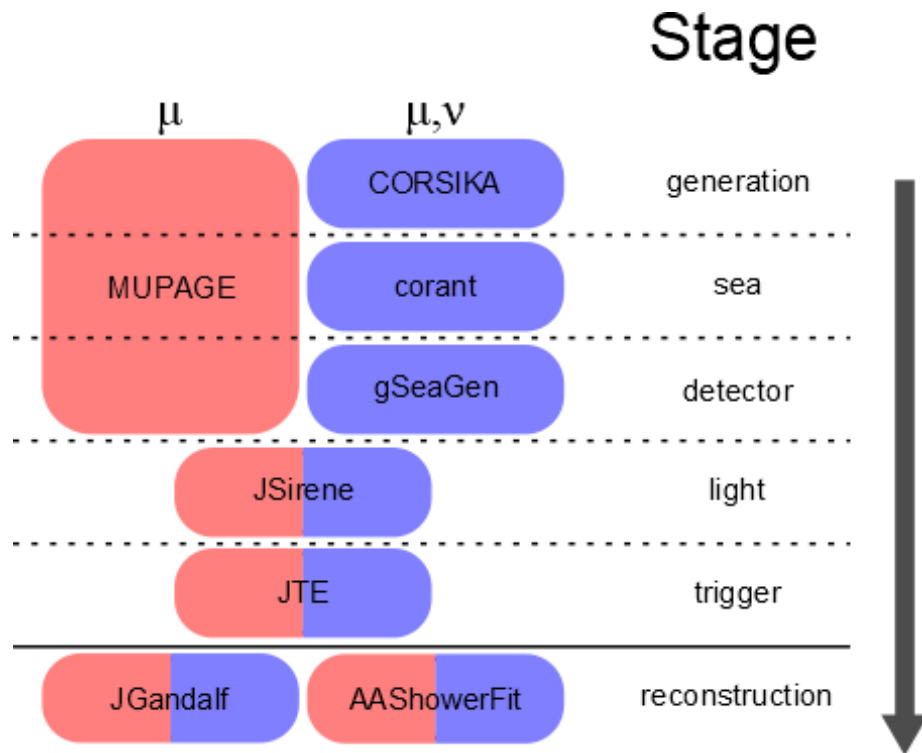 Stage
μ μ,ν
CORSIKA generation
MUPAGE corant sea
gSeaGen detector
JSirene light
JTE trigger
JGandalf AAShowerFit reconstruction